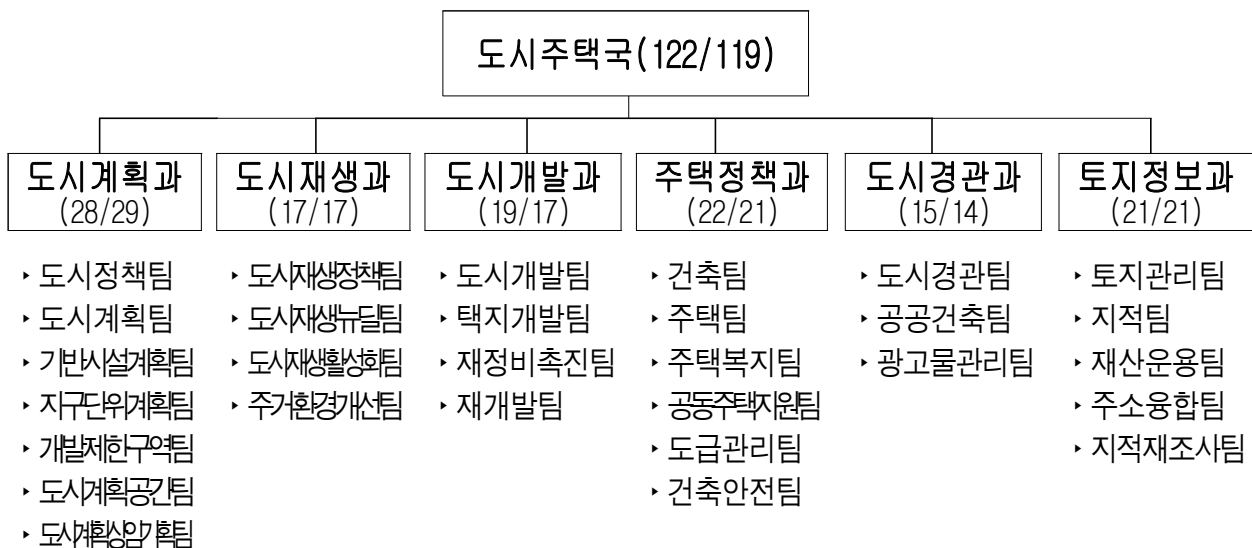 도시주택국(122/119)
도시계획과
(28/29)
도시재생과
(17/17)
도시개발과
(19/17)
주택정책과
(22/21)
도시경관과
(15/14)
토지정보과
(21/21)
‣ 도시정책팀
‣ 도시계획팀
‣ 기반시설계획팀
‣ 지구단위계획팀
‣ 개발제한구역팀
‣ 도시계획공간팀
‣ 도시계획상임기획팀
‣ 도시재생정책팀
‣ 도시재생뉴딜팀
‣ 도시재생활성화팀
‣ 주거환경개선팀
‣ 도시개발팀
‣ 택지개발팀
‣ 재정비촉진팀
‣ 재개발팀
‣ 건축팀
‣ 주택팀
‣ 주택복지팀
‣ 공동주택지원팀
‣ 도급관리팀
‣ 건축안전팀
‣ 도시경관팀
‣ 공공건축팀
‣ 광고물관리팀
‣ 토지관리팀
‣ 지적팀
‣ 재산운용팀
‣ 주소융합팀
‣ 지적재조사팀